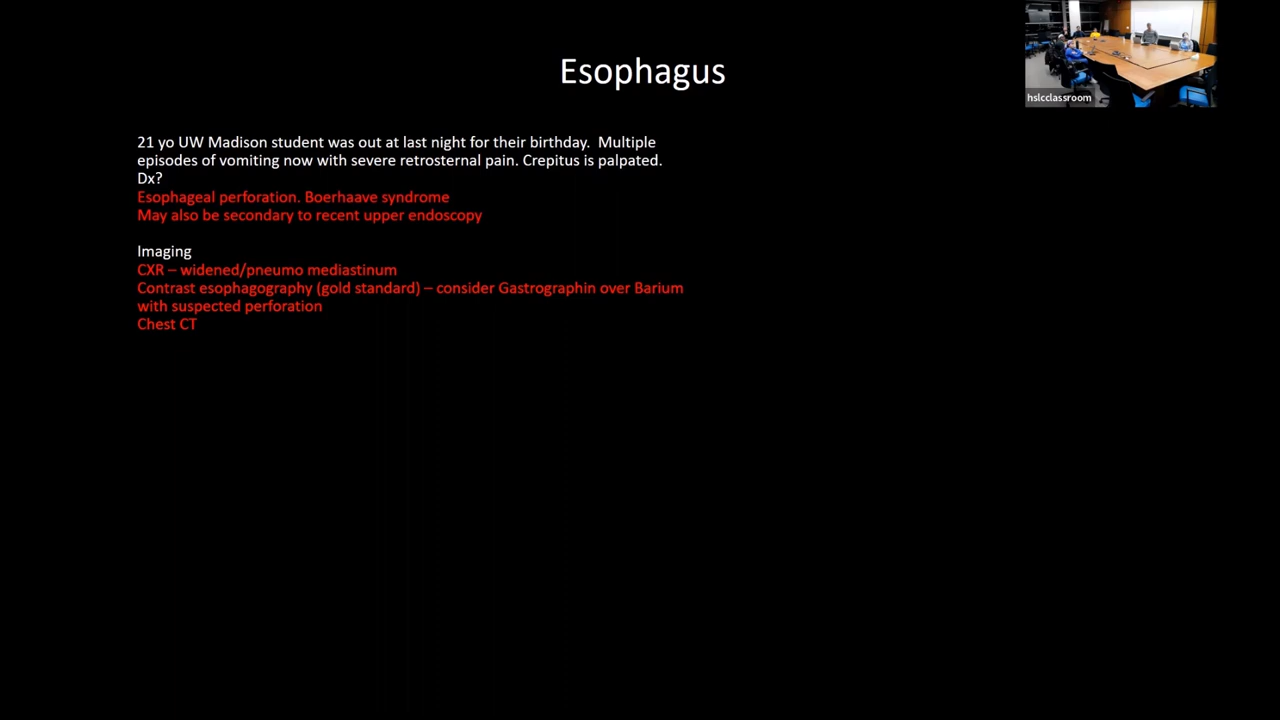 hslcclassroom
Esophagus
21 yo UW Madison student was out at last night for their birthday.  Multiple
episodes of vomiting now with severe retrosternal pain. Crepitus is palpated.
Dx?
Esophageal perforation. Boerhaave syndrome
May also be secondary to recent upper endoscopy
Imaging
CXR – widened/pneumo mediastinum
Contrast esophagography (gold standard) – consider Gastrographin over Barium
with suspected perforation
Chest CT